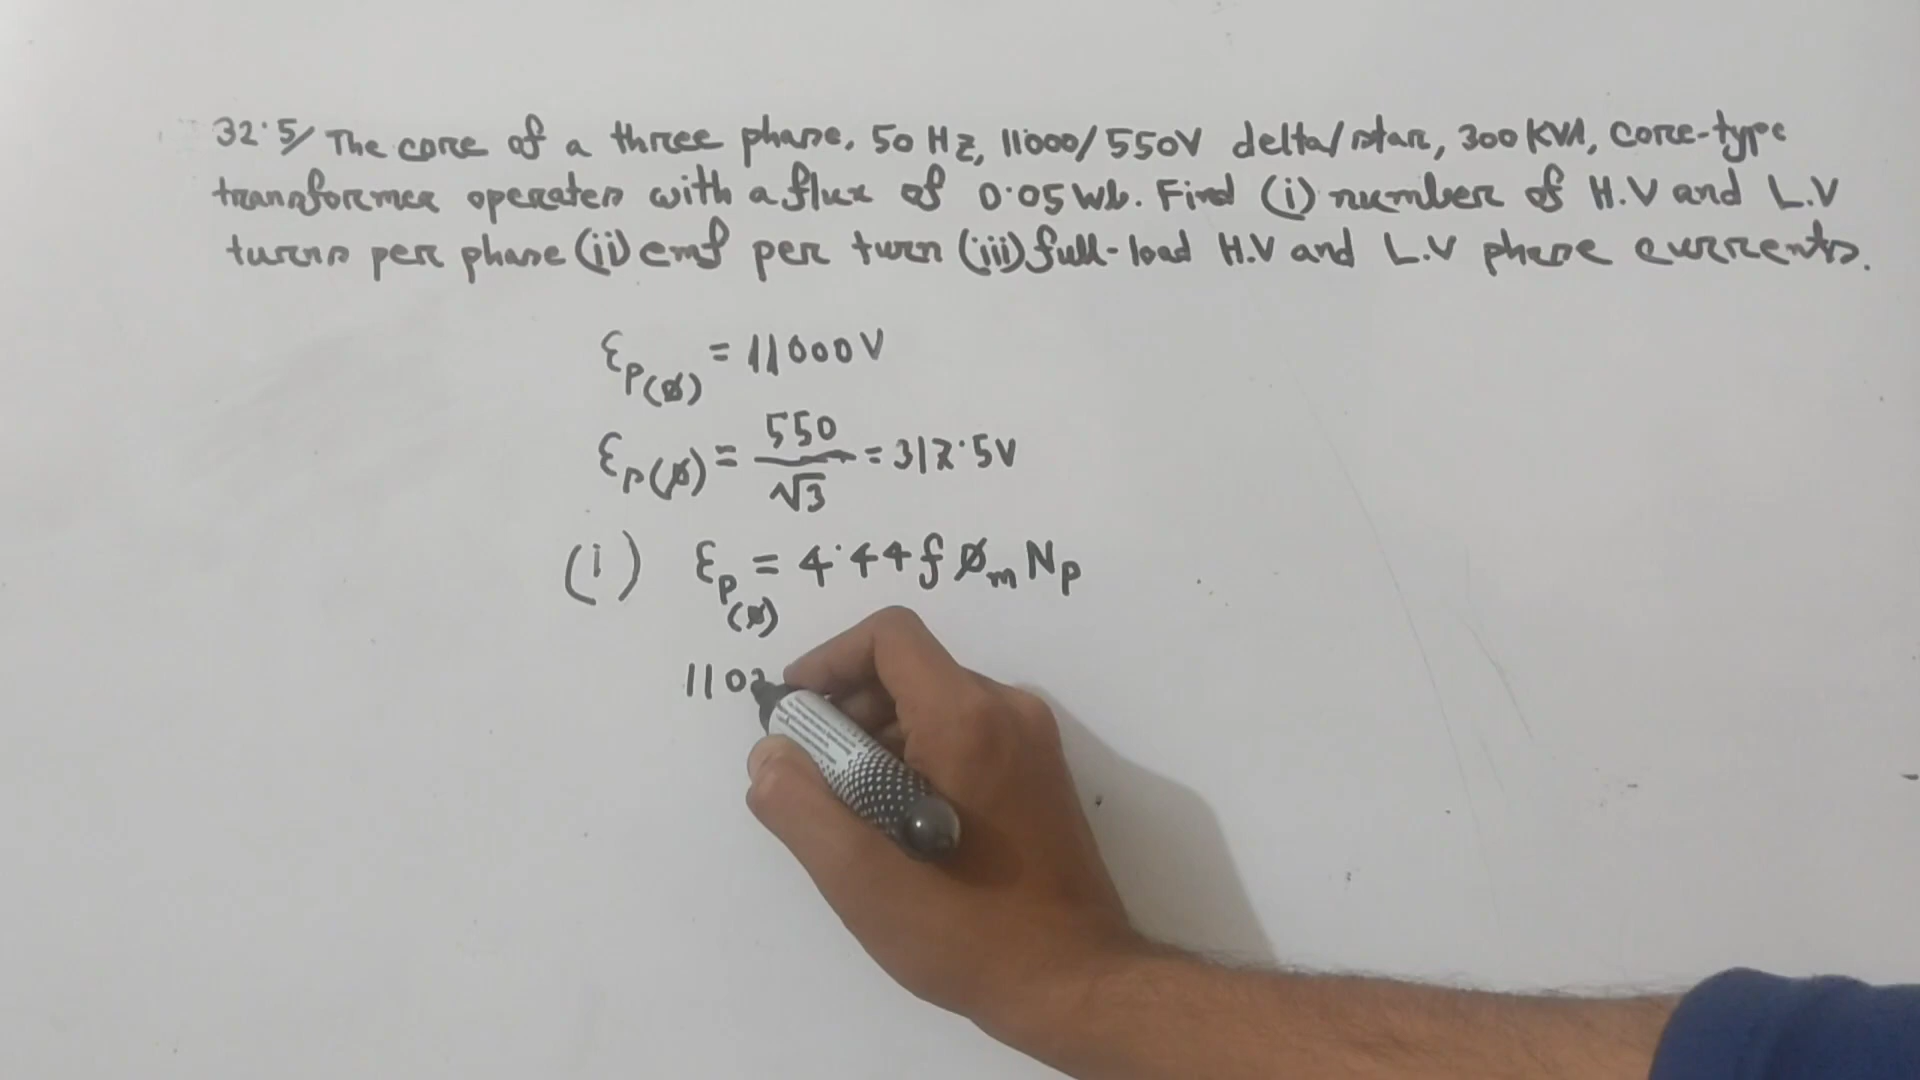 32.5/ The core of a three phase, 50 Hz, 11000/550V delta/star, 300 KVA, core-type
transformer operates with a flux of 0.05 Wb. Find (i) number of H.V and L.V
turns per phase (ii) emf per turn (iii) full-load H.V and L.V phase currents.
Ep(Ø) = 11000 V
Ep(Ø) = 550/√3 = 317.5 V
(i) Ep(Ø) = 4.44 f Øm Np
110